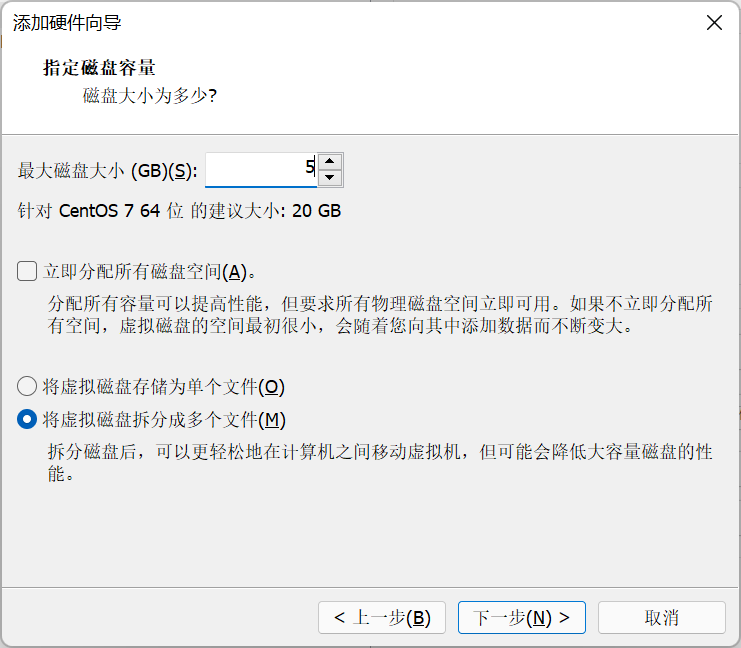 添加硬件向导
指定磁盘容量
磁盘大小为多少?
最大磁盘大小 (GB)(S): 5
针对 CentOS 7 64 位 的建议大小: 20 GB
立即分配所有磁盘空间(A)。
分配所有容量可以提高性能，但要求所有物理磁盘空间立即可用。如果不立即分配所
有空间，虚拟磁盘的空间最初很小，会随着您向其中添加数据而不断变大。
将虚拟磁盘存储为单个文件(O)
将虚拟磁盘拆分成多个文件(M)
拆分磁盘后，可以更轻松地在计算机之间移动虚拟机，但可能会降低大容量磁盘的性
能。
< 上一步(B) 下一步(N) > 取消